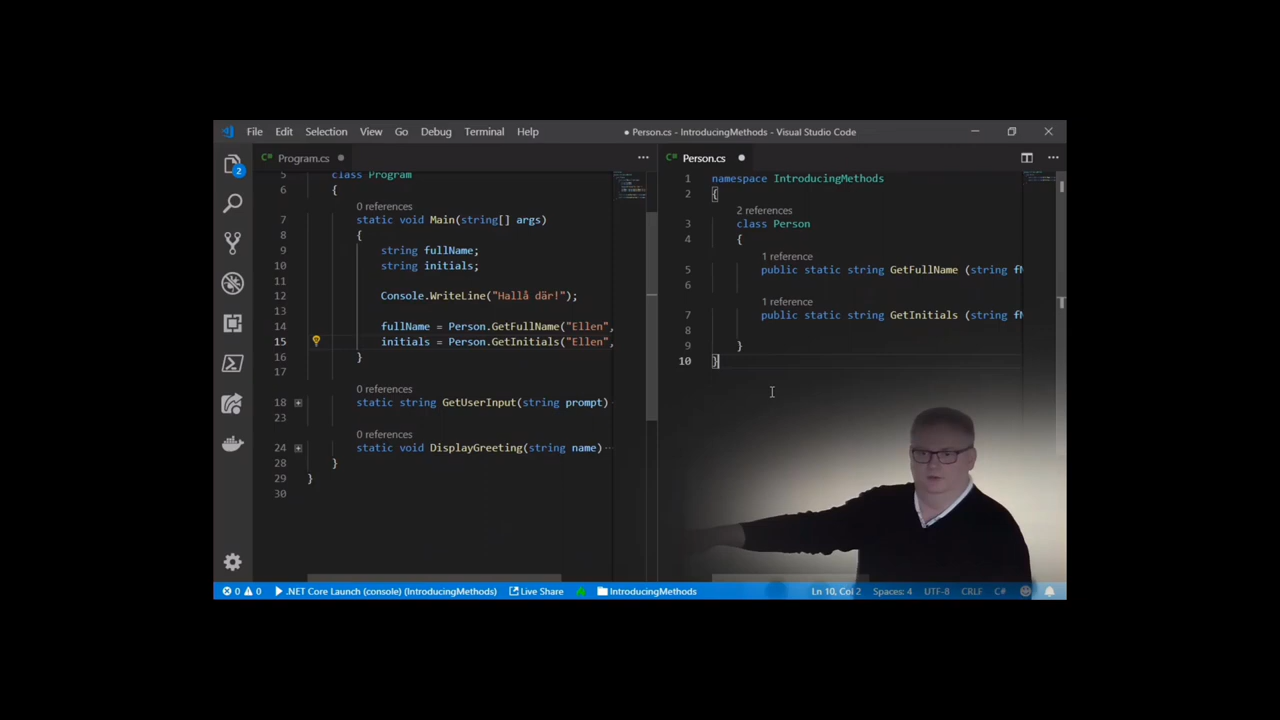 File Edit Selection View Go Debug Terminal Help
● Person.cs - IntroducingMethods - Visual Studio Code
2
C# Program.cs ●
5 class Program
6 {
0 references
7 static void Main(string[] args)
8 {
9 string fullName;
10 string initials;
11
12 Console.WriteLine("Hallå där!");
13
14 fullName = Person.GetFullName("Ellen",
15 initials = Person.GetInitials("Ellen",
16 }
17
0 references
18 static string GetUserInput(string prompt)
23
0 references
24 static void DisplayGreeting(string name)
28 }
29 }
30
C# Person.cs ●
1 namespace IntroducingMethods
2 {
2 references
3 class Person
4 {
1 reference
5 public static string GetFullName (string fN
6
1 reference
7 public static string GetInitials (string fN
8
9 }
10 }
0 0 .NET Core Launch (console) (IntroducingMethods) Live Share IntroducingMethods Ln 10, Col 2 Spaces: 4 UTF-8 CRLF C#